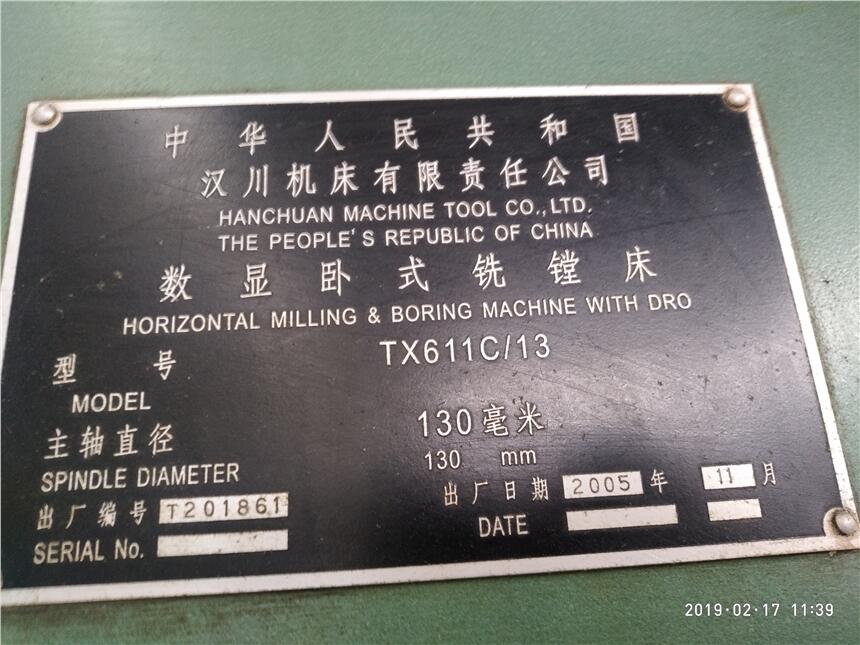 中华人民共和国
汉川机床有限责任公司
HANCHUAN MACHINE TOOL CO.,LTD.
THE PEOPLE'S REPUBLIC OF CHINA
数显卧式铣镗床
HORIZONTAL MILLING & BORING MACHINE WITH DRO
型号 TX611C/13
MODEL
主轴直径 130毫米
SPINDLE DIAMETER 130 mm
出厂编号 T201861 出厂日期 2005 年 11 月
SERIAL No. DATE
2019-02-17 11:39